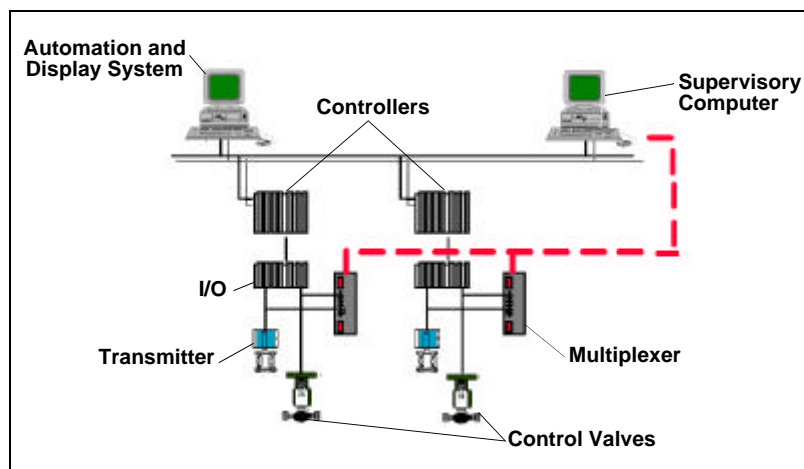 Automation and
Display System
Controllers
Supervisory
Computer
I/O
Transmitter
Multiplexer
Control Valves